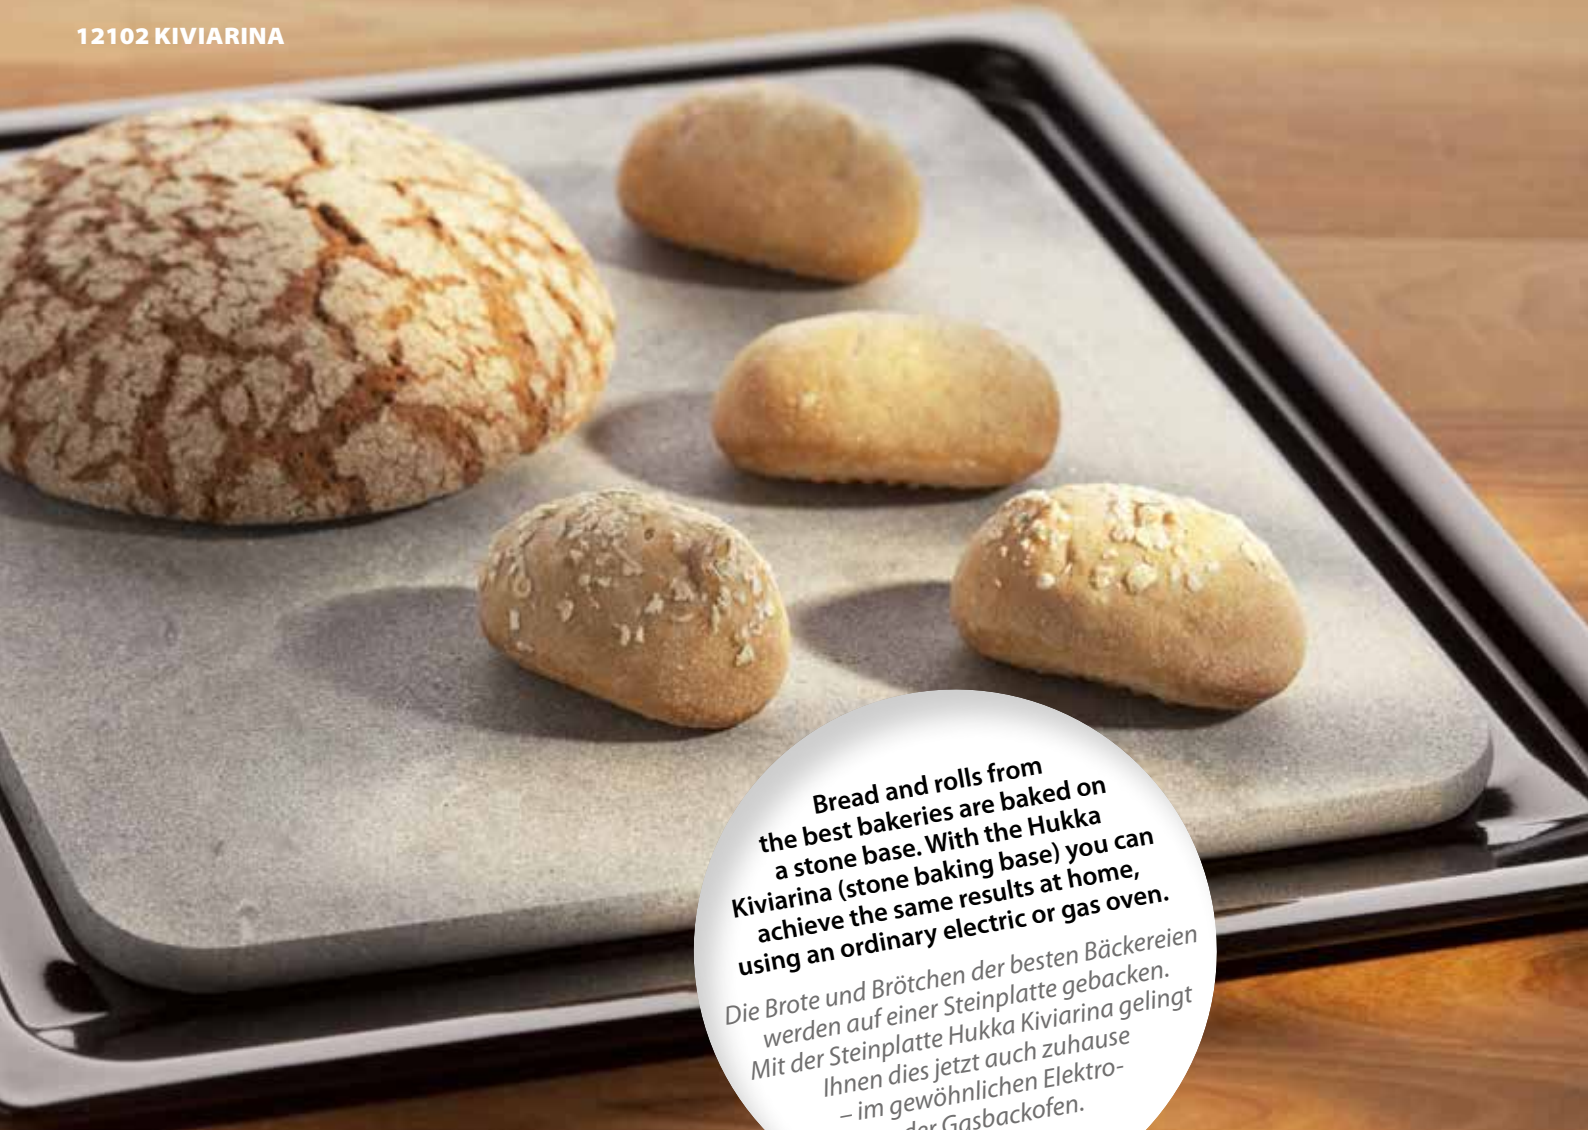 12102 KIVIARINA
Bread and rolls from
the best bakeries are baked on
a stone base. With the Hukka
Kiviarina (stone baking base) you can
achieve the same results at home,
using an ordinary electric or gas oven.
Die Brote und Brötchen der besten Bäckereien
werden auf einer Steinplatte gebacken.
Mit der Steinplatte Hukka Kiviarina gelingt
Ihnen dies jetzt auch zuhause
– im gewöhnlichen Elektro-
Gasbackofen.